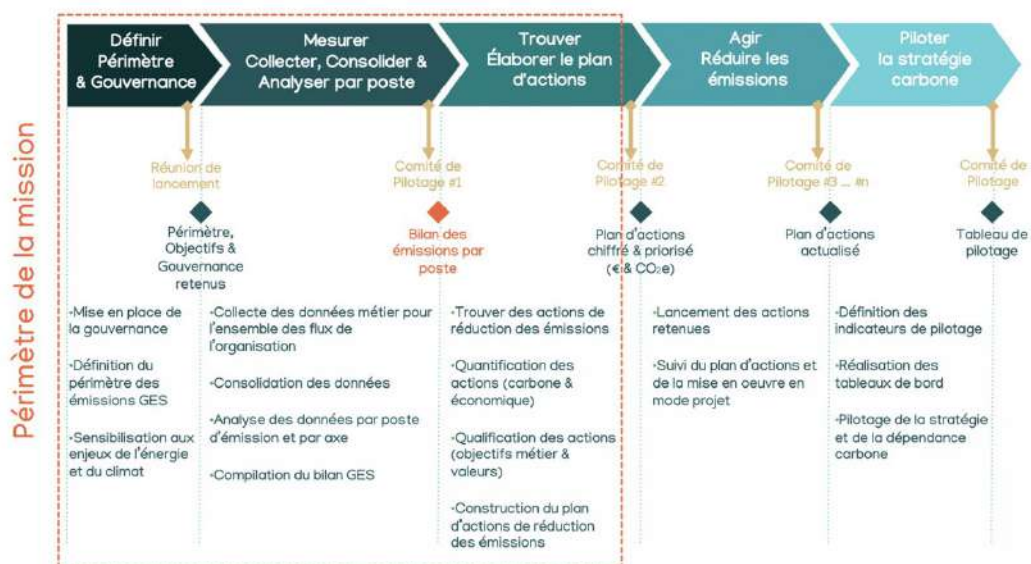 Périmètre de la mission
Définir
Périmètre
& Gouvernance
Mesurer
Collecter, Consolider &
Analyser par poste
Trouver
Élaborer le plan
d'actions
Agir
Réduire les
émissions
Piloter
la stratégie
carbone
Réunion de
lancement
Comité de
Pilotage #1
Comité de
Pilotage #2
Comité de
Pilotage #3 ... #n
Comité de
Pilotage
Périmètre,
Objectifs &
Gouvernance
retenus
Bilan des
émissions par
poste
Plan d'actions
chiffré & priorisé
(€ & CO₂e)
Plan d'actions
actualisé
Tableau de
pilotage
•Mise en place de
la gouvernance
•Définition du
périmètre des
émissions GES
•Sensibilisation aux
enjeux de l'énergie
et du climat
•Collecte des données métier pour
l'ensemble des flux de
l'organisation
•Consolidation des données
•Analyse des données par poste
d'émission et par axe
•Compilation du bilan GES
•Trouver des actions de
réduction des émissions
•Quantification des
actions (carbone &
économique)
•Qualification des actions
(objectifs métier &
valeurs)
•Construction du plan
d'actions de réduction
des émissions
•Lancement des actions
retenues
•Suivi du plan d'actions et
de la mise en oeuvre en
mode projet
•Définition des
indicateurs de pilotage
•Réalisation des
tableaux de bord
•Pilotage de la stratégie
et de la dépendance
carbone